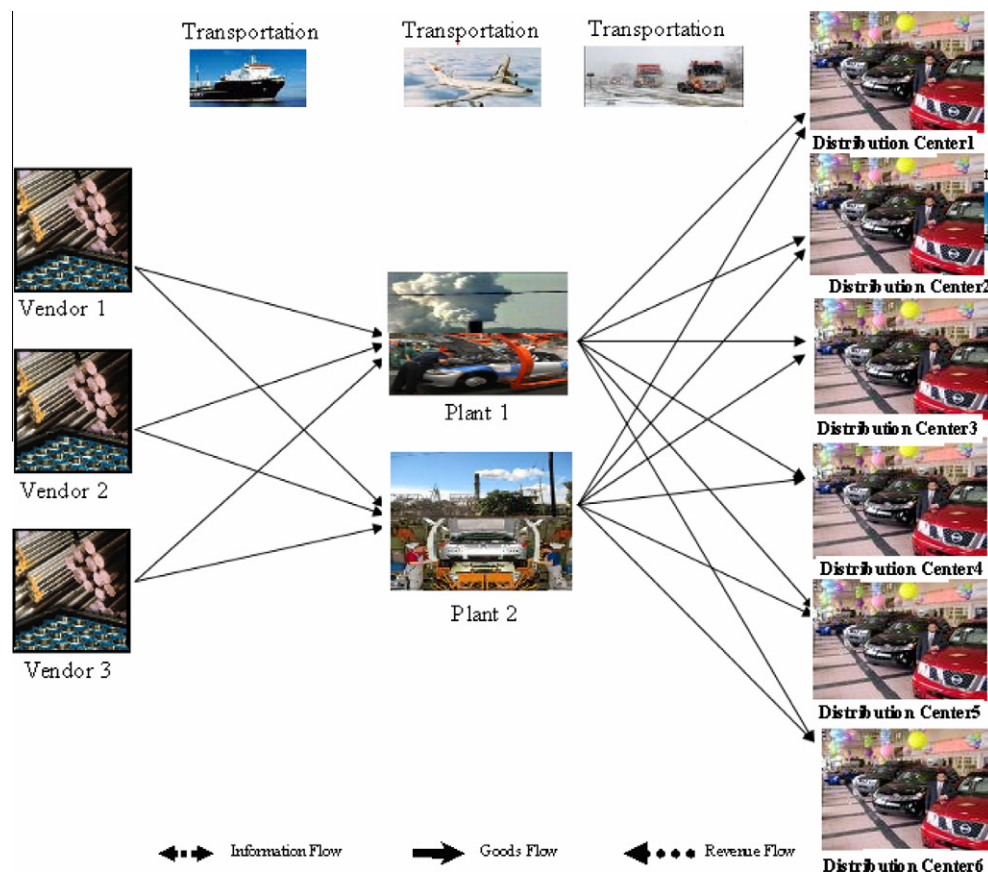 Transportation
Transportation
Transportation
Distribution Center1
Distribution Center2
Vendor 1
Plant 1
Distribution Center3
Vendor 2
Distribution Center4
Plant 2
Vendor 3
Distribution Center5
Information Flow
Goods Flow
Revenue Flow
Distribution Center6